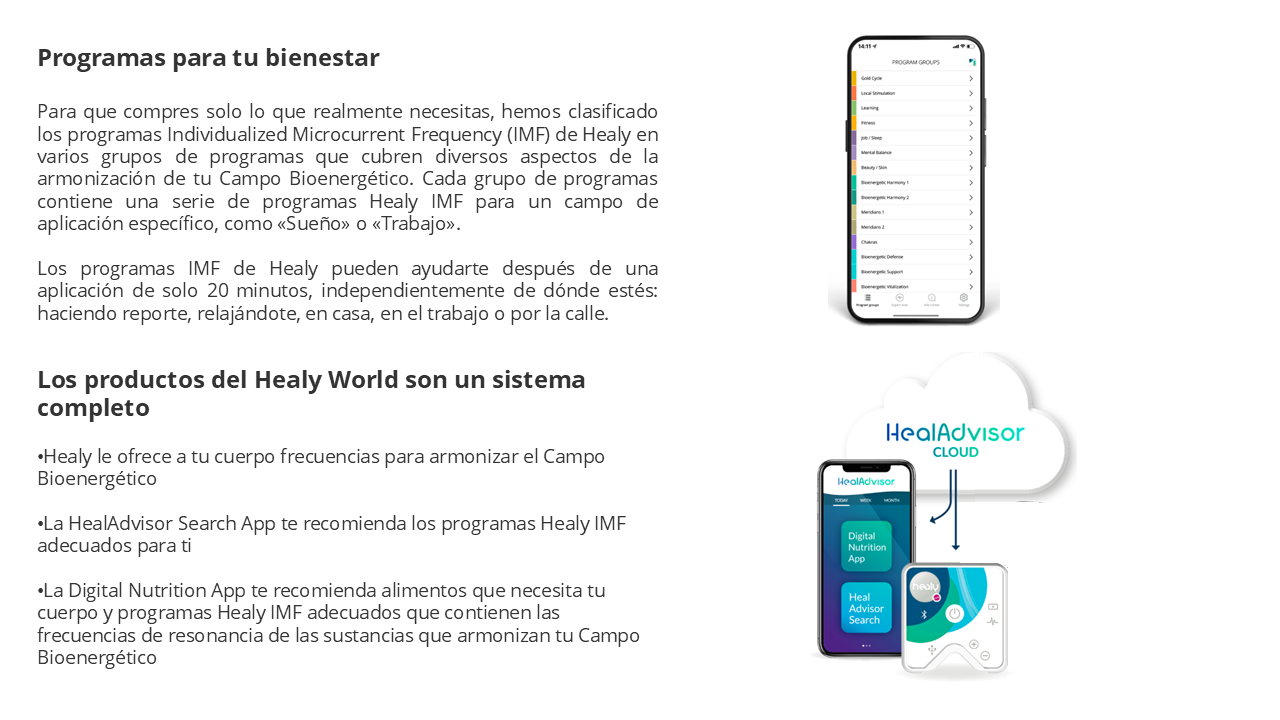 Programas para tu bienestar
Para que compres solo lo que realmente necesitas, hemos clasificado
los programas Individualized Microcurrent Frequency (IMF) de Healy en
varios grupos de programas que cubren diversos aspectos de la
armonización de tu Campo Bioenergético. Cada grupo de programas
contiene una serie de programas Healy IMF para un campo de
aplicación específico, como «Sueño» o «Trabajo».
Los programas IMF de Healy pueden ayudarte después de una
aplicación de solo 20 minutos, independientemente de dónde estés:
haciendo reporte, relajándote, en casa, en el trabajo o por la calle.
Los productos del Healy World son un sistema
completo
•Healy le ofrece a tu cuerpo frecuencias para armonizar el Campo
Bioenergético
•La HealAdvisor Search App te recomienda los programas Healy IMF
adecuados para ti
•La Digital Nutrition App te recomienda alimentos que necesita tu
cuerpo y programas Healy IMF adecuados que contienen las
frecuencias de resonancia de las sustancias que armonizan tu Campo
Bioenergético
14:11
PROGRAM GROUPS
Gold Cycle
Local Stimulation
Learning
Fitness
Job / Sleep
Mental Balance
Beauty / Skin
Bioenergetic Harmony 1
Bioenergetic Harmony 2
Meridians 1
Meridians 2
Chakras
Bioenergetic Defense
Bioenergetic Support
Bioenergetic Vitalization
Program groups
Settings
HealAdvisor
CLOUD
HealAdvisor
TODAY WEEK MONTH
Digital
Nutrition
App
Heal
Advisor
Search
healy